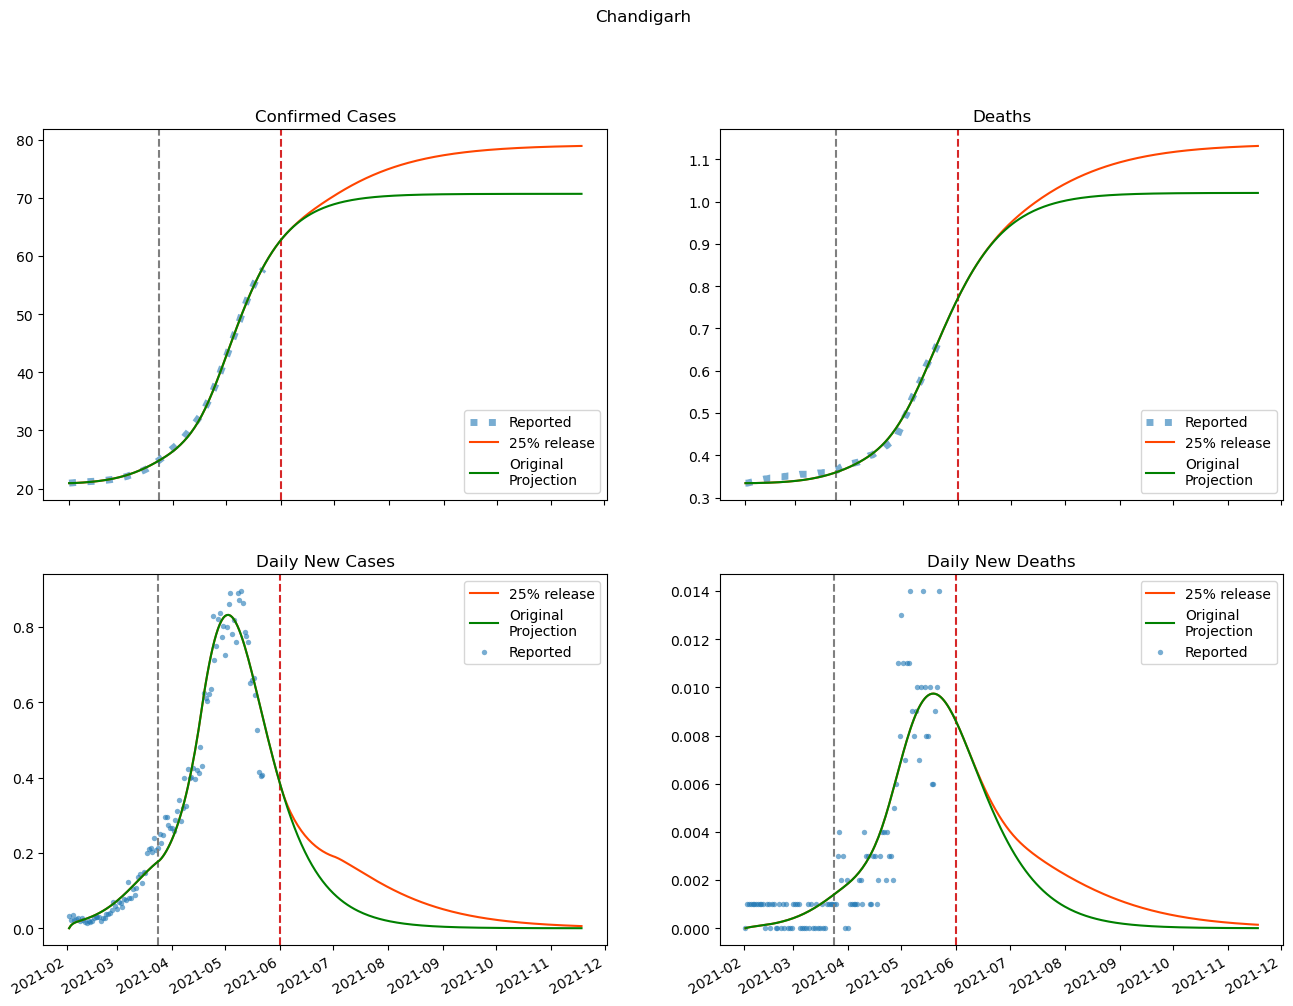 Chandigarh
Confirmed Cases
80
70
60
50
40
30
20
Reported
25% release
Original
Projection
Deaths
1.1
1.0
0.9
0.8
0.7
0.6
0.5
0.4
0.3
Reported
25% release
Original
Projection
Daily New Cases
0.8
0.6
0.4
0.2
0.0
25% release
Original
Projection
Reported
2021-02
2021-03
2021-04
2021-05
2021-06
2021-07
2021-08
2021-09
2021-10
2021-11
2021-12
Daily New Deaths
0.014
0.012
0.010
0.008
0.006
0.004
0.002
0.000
25% release
Original
Projection
Reported
2021-02
2021-03
2021-04
2021-05
2021-06
2021-07
2021-08
2021-09
2021-10
2021-11
2021-12